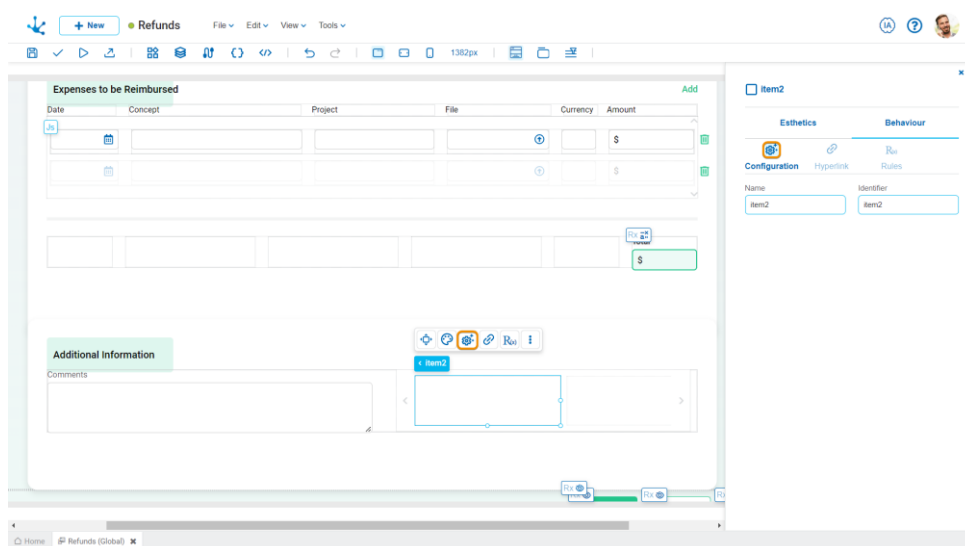 + New
Refunds
File
Edit
View
Tools
IA
?
1382px
Expenses to be Reimbursed
Add
Date
Concept
Project
File
Currency
Amount
Js
$
$
Rx
Total
$
Additional Information
Comments
R(x)
< item2
Rx
Rx
Rx
Rx
item2
Esthetics
Behaviour
R(x)
Configuration
Hyperlink
Rules
Name
Identifier
item2
item2
Home
Refunds (Global)